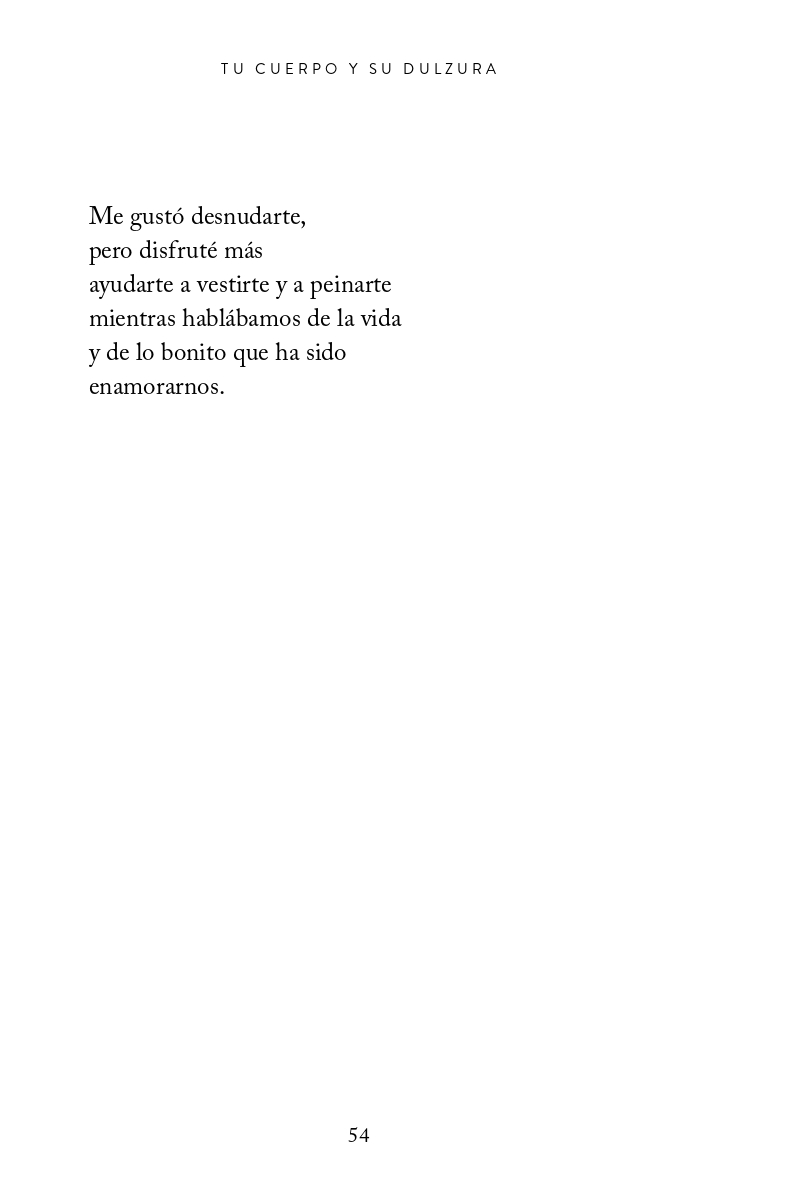 TU CUERPO Y SU DULZURA
Me gustó desnudarte,
pero disfruté más
ayudarte a vestirte y a peinarte
mientras hablábamos de la vida
y de lo bonito que ha sido
enamorarnos.
54